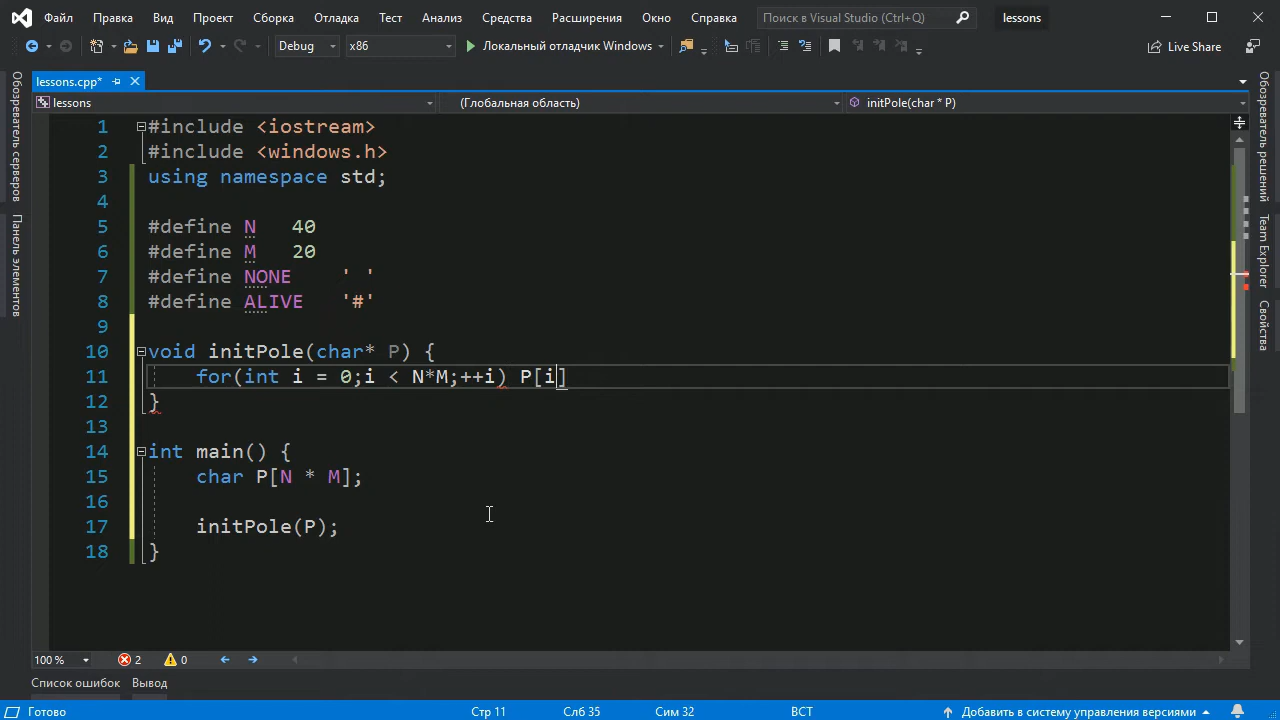 Файл Правка Вид Проект Сборка Отладка Тест Анализ Средства Расширения Окно Справка Поиск в Visual Studio (Ctrl+Q) lessons
Debug x86 Локальный отладчик Windows Live Share
lessons.cpp*
lessons (Глобальная область) initPole(char * P)
Обозреватель серверов
Панель элементов
1 #include <iostream>
2 #include <windows.h>
3 using namespace std;
4
5 #define N 40
6 #define M 20
7 #define NONE ' '
8 #define ALIVE '#'
9
10 void initPole(char* P) {
11 for(int i = 0;i < N*M;++i) P[i]
12 }
13
14 int main() {
15 char P[N * M];
16
17 initPole(P);
18 }
Обозреватель решений
Team Explorer
Свойства
100 % 2 0
Список ошибок Вывод
Готово Стр 11 Слб 35 Сим 32 ВСТ Добавить в систему управления версиями